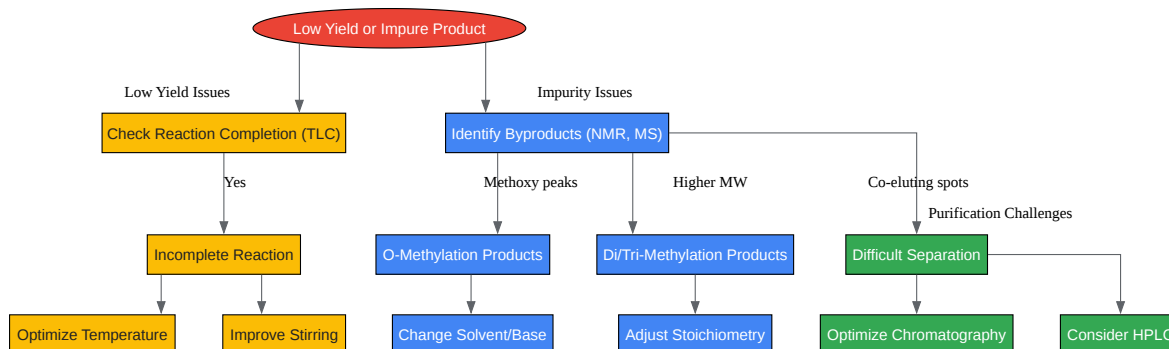 Low Yield or Impure Product
Low Yield Issues
Impurity Issues
Check Reaction Completion (TLC)
Identify Byproducts (NMR, MS)
Yes
Methoxy peaks
Higher MW
Co-eluting spots
Purification Challenges
Incomplete Reaction
O-Methylation Products
Di/Tri-Methylation Products
Difficult Separation
Optimize Temperature
Improve Stirring
Change Solvent/Base
Adjust Stoichiometry
Optimize Chromatography
Consider HPLC